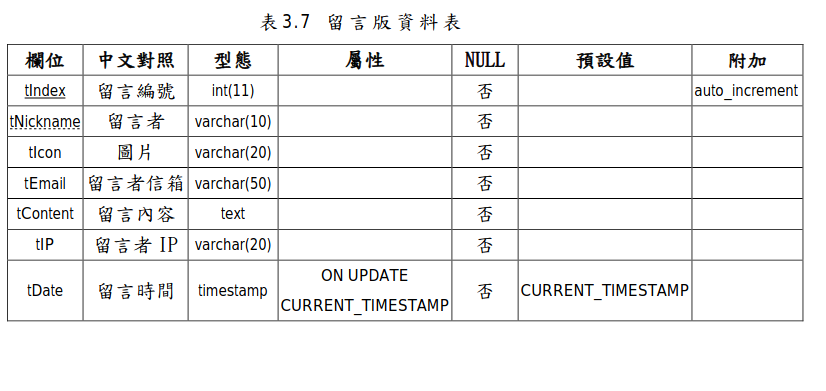 表3.7 留言版資料表
欄位 中文對照 型態 屬性 NULL 預設值 附加
tIndex 留言編號 int(11) 否 auto_increment
tNickname 留言者 varchar(10) 否
tIcon 圖片 varchar(20) 否
tEmail 留言者信箱 varchar(50) 否
tContent 留言內容 text 否
tIP 留言者 IP varchar(20) 否
tDate 留言時間 timestamp ON UPDATE
CURRENT_TIMESTAMP 否 CURRENT_TIMESTAMP